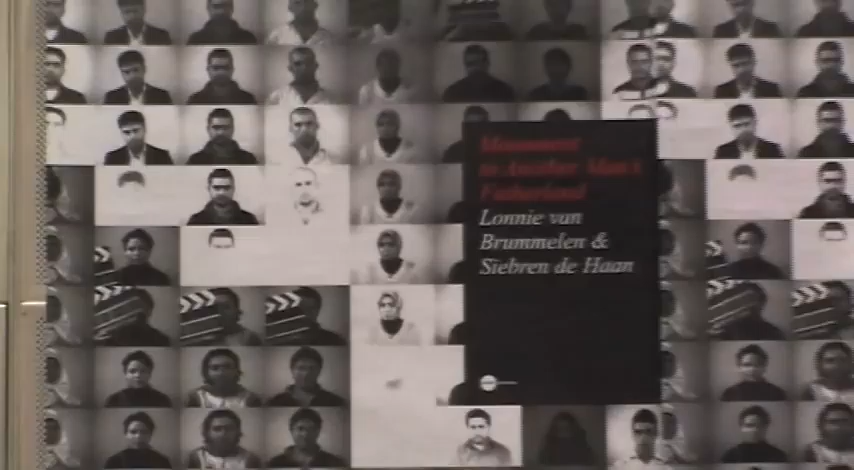 Monument
to Another Man's
Fatherland
Lonnie van
Brummelen &
Siebren de Haan